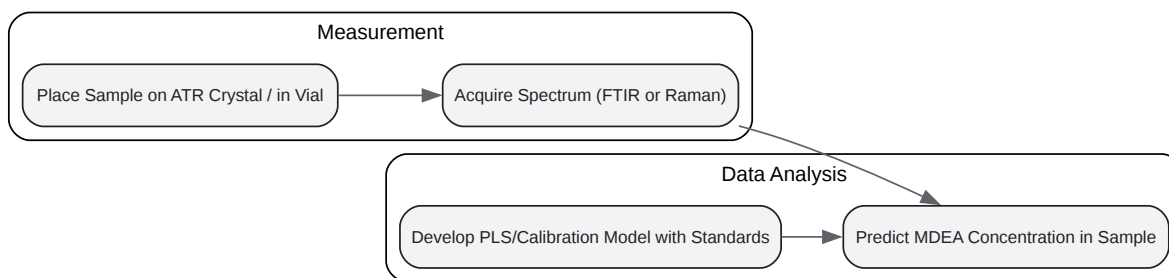 Measurement
Place Sample on ATR Crystal / in Vial
Acquire Spectrum (FTIR or Raman)
Data Analysis
Develop PLS/Calibration Model with Standards
Predict MDEA Concentration in Sample